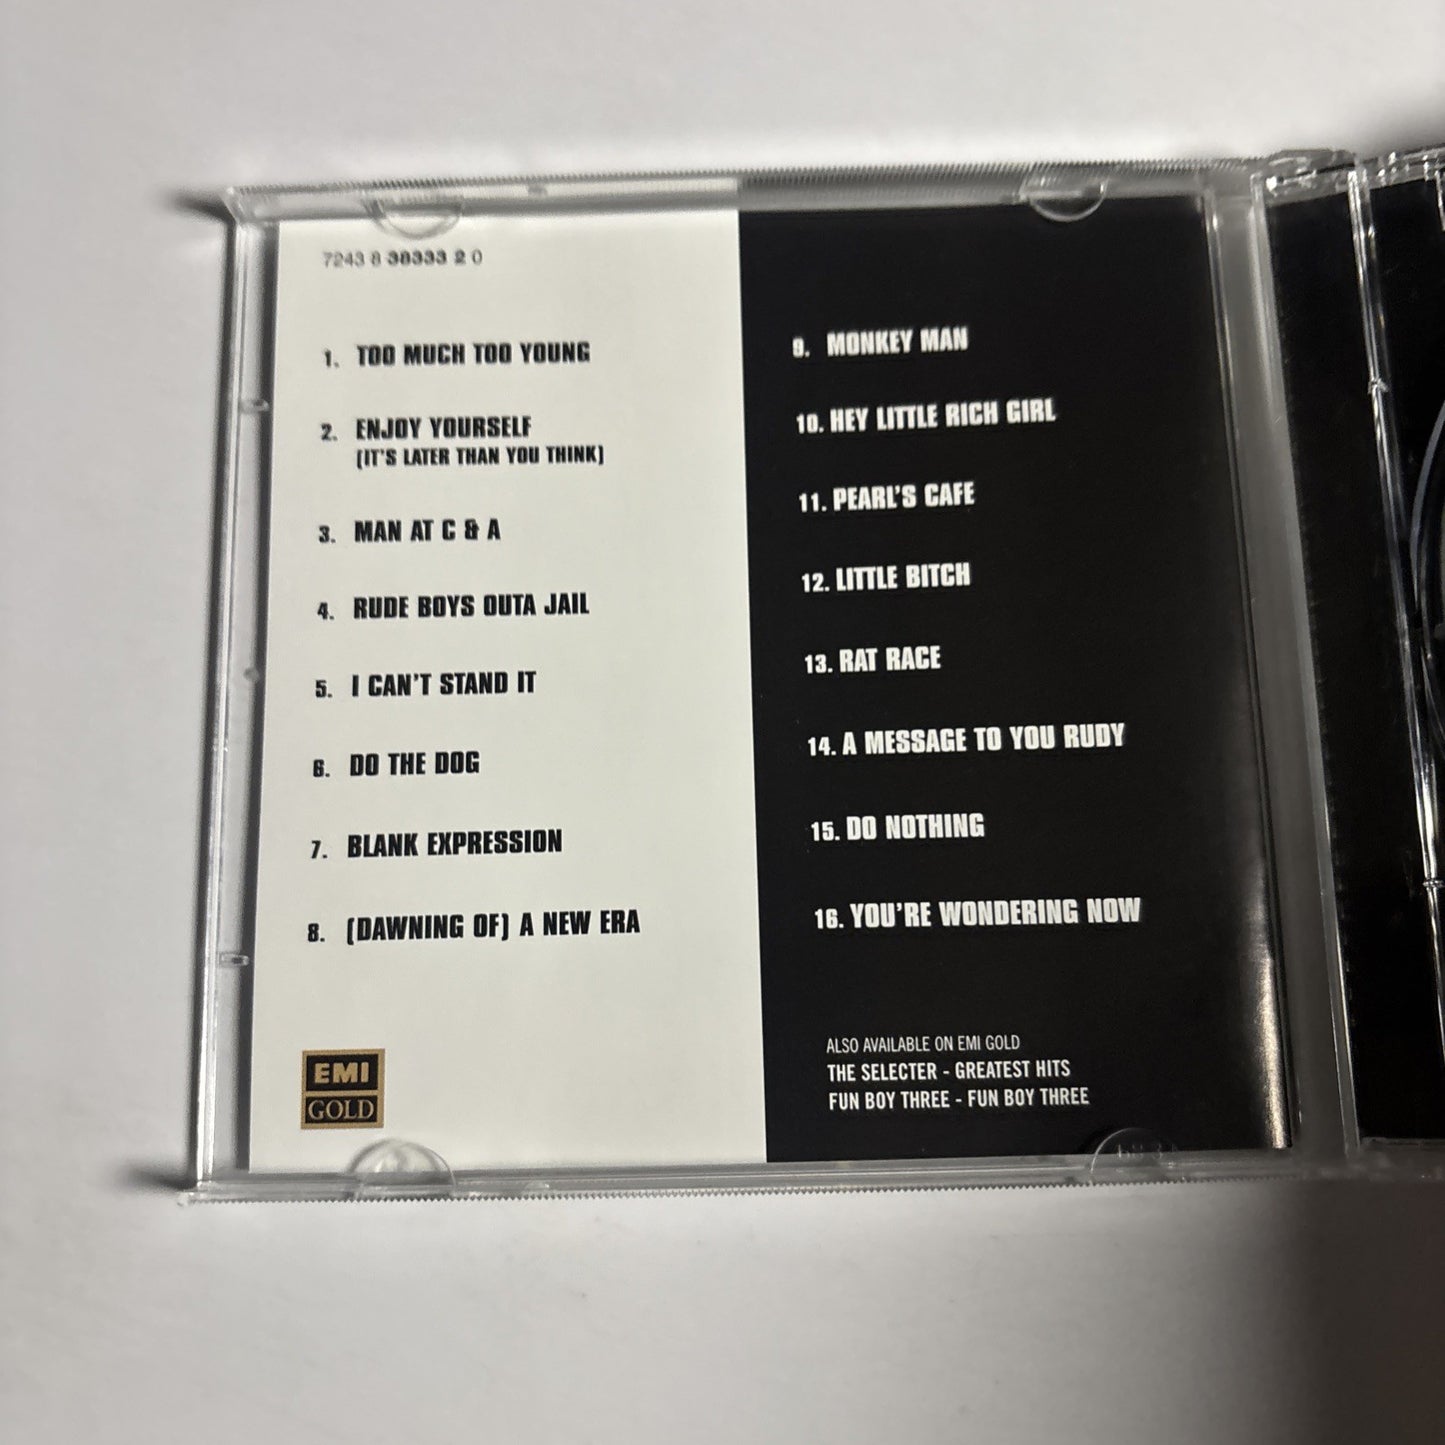 7243 8 38333 2 0
1. TOO MUCH TOO YOUNG
2. ENJOY YOURSELF
(IT'S LATER THAN YOU THINK)
3. MAN AT C & A
4. RUDE BOYS OUTA JAIL
5. I CAN'T STAND IT
6. DO THE DOG
7. BLANK EXPRESSION
8. (DAWNING OF) A NEW ERA
EMI
GOLD
9. MONKEY MAN
10. HEY LITTLE RICH GIRL
11. PEARL'S CAFE
12. LITTLE BITCH
13. RAT RACE
14. A MESSAGE TO YOU RUDY
15. DO NOTHING
16. YOU'RE WONDERING NOW
ALSO AVAILABLE ON EMI GOLD
THE SELECTER - GREATEST HITS
FUN BOY THREE - FUN BOY THREE